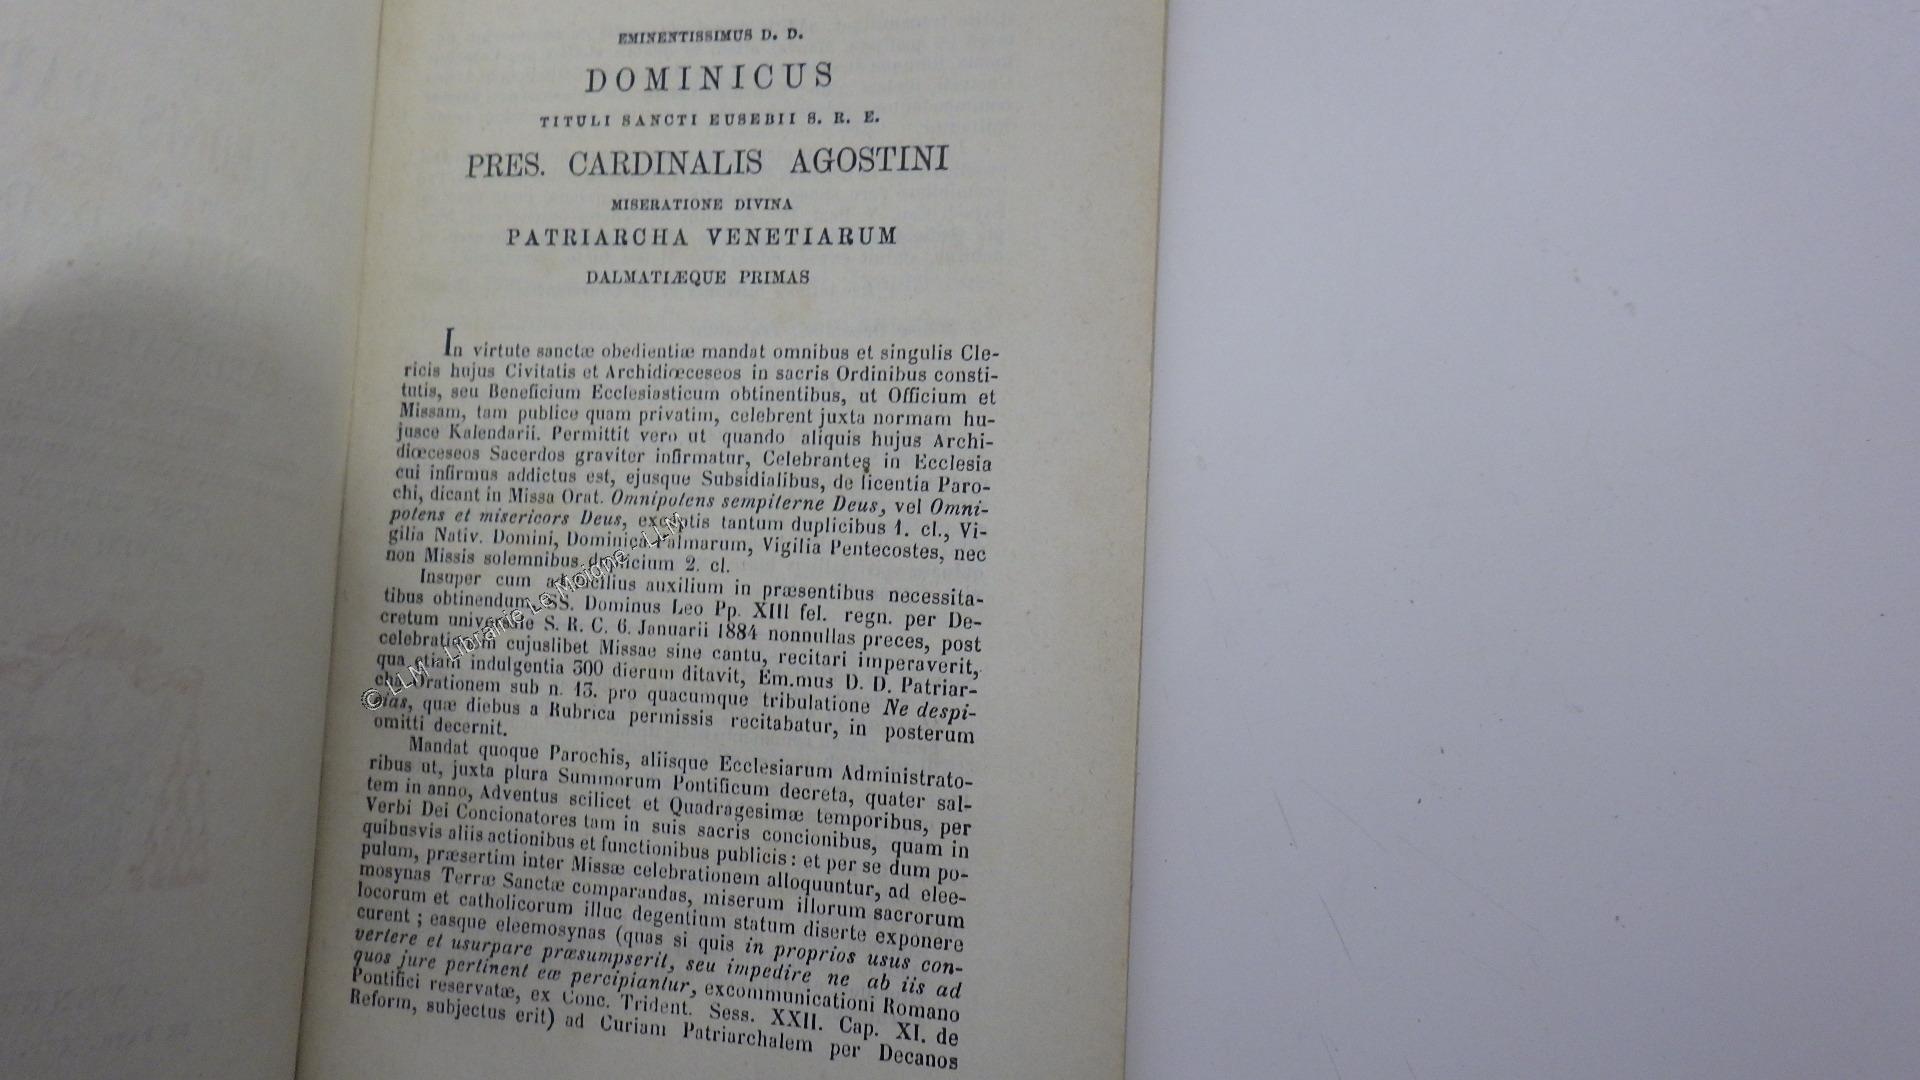 EMINENTISSIMUS D. D.
DOMINICUS
TITULI SANCTI EUSEBII S. R. E.
PRES. CARDINALIS AGOSTINI
MISERATIONE DIVINA
PATRIARCHA VENETIARUM
DALMATIÆQUE PRIMAS
In virtute sanctæ obedientiæ mandat omnibus et singulis Cle-
ricis hujus Civitatis et Archidiœceseos in sacris Ordinibus consti-
tutis, seu Beneficium Ecclesiasticum obtinentibus, ut Officium et
Missam, tam publice quam privatim, celebrent juxta normam hu-
jusce Kalendarii. Permittit vero ut quando aliquis hujus Archi-
diœceseos Sacerdos graviter infirmatur, Celebrantes in Ecclesia
cui infirmus addictus est, ejusque Subsidialibus, de licentia Paro-
chi, dicant in Missa Orat. Omnipotens sempiterne Deus, vel Omni-
potens et misericors Deus, exceptis tantum duplicibus 1. cl., Vi-
gilia Nativ. Domini, Dominica Palmarum, Vigilia Pentecostes, nec
non Missis solemnibus duplicium 2. cl.
Insuper cum ad facilius auxilium in præsentibus necessita-
tibus obtinendum SS. Dominus Leo Pp. XIII fel. regn. per De-
cretum universale S. R. C. 6. Januarii 1884 nonnullas preces, post
celebrationem cujuslibet Missae sine cantu, recitari imperaverit,
qua etiam indulgentia 300 dierum ditavit, Em.mus D. D. Patriar-
cha Orationem sub n. 13. pro quacumque tribulatione Ne despi-
cias, quæ diebus a Rubrica permissis recitabatur, in posterum
omitti decernit.
Mandat quoque Parochis, aliisque Ecclesiarum Administrato-
ribus ut, juxta plura Summorum Pontificum decreta, quater sal-
tem in anno, Adventus scilicet et Quadragesimæ temporibus, per
Verbi Dei Concionatores tam in suis sacris concionibus, quam in
quibusvis aliis actionibus et functionibus publicis: et per se dum po-
pulum, præsertim inter Missæ celebrationem alloquuntur, ad elee-
mosynas Terræ Sanctæ comparandas, miserum illorum sacrorum
locorum et catholicorum illuc degentium statum diserte exponere
curent; easque eleemosynas (quas si quis in proprios usus con-
vertere et usurpare præsumpserit, seu impedire ne ab iis ad
quos jure pertinent eæ percipiantur, excommunicationi Romano
Pontifici reservatæ, ex Conc. Trident. Sess. XXII. Cap. XI. de
Reform, subjectus erit) ad Curiam Patriarchalem per Decanos
© LLM - Librairie Le Moigne - LLM